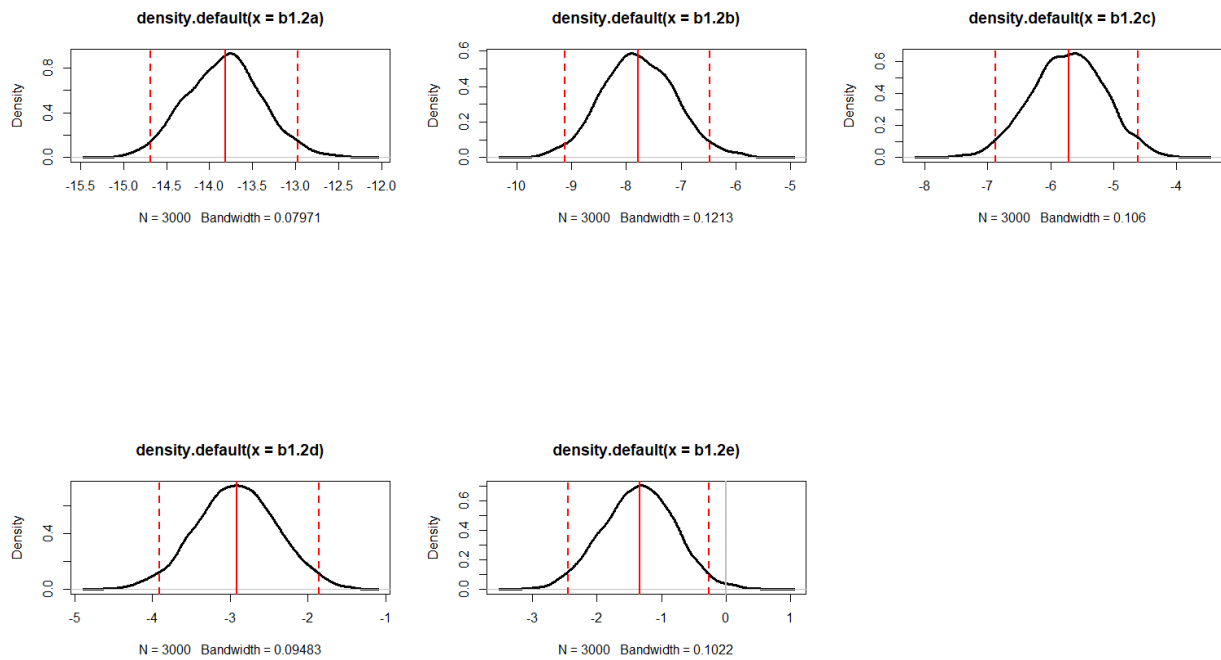 density.default(x = b1.2a)
Density
0.0 0.4 0.8
-15.5 -15.0 -14.5 -14.0 -13.5 -13.0 -12.5 -12.0
N = 3000 Bandwidth = 0.07971
density.default(x = b1.2b)
Density
0.0 0.2 0.4 0.6
-10 -9 -8 -7 -6 -5
N = 3000 Bandwidth = 0.1213
density.default(x = b1.2c)
Density
0.0 0.2 0.4 0.6
-8 -7 -6 -5 -4
N = 3000 Bandwidth = 0.106
density.default(x = b1.2d)
Density
0.0 0.4
-5 -4 -3 -2 -1
N = 3000 Bandwidth = 0.09483
density.default(x = b1.2e)
Density
0.0 0.2 0.4 0.6
-3 -2 -1 0 1
N = 3000 Bandwidth = 0.1022